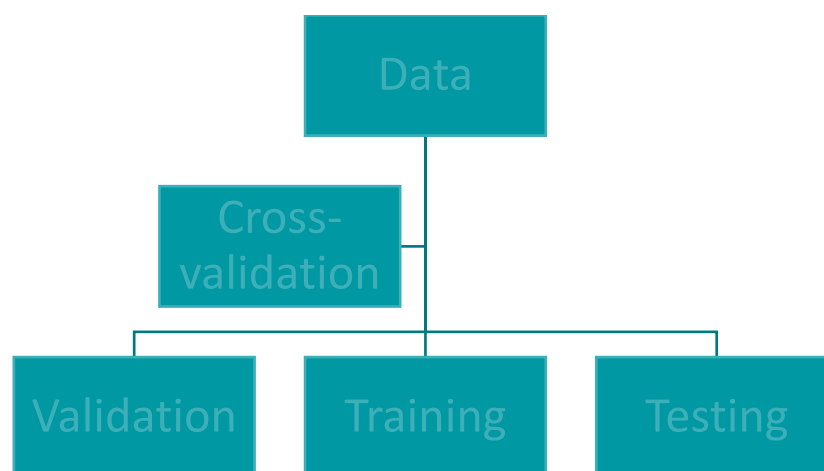 Data
Cross-
validation
Validation
Training
Testing